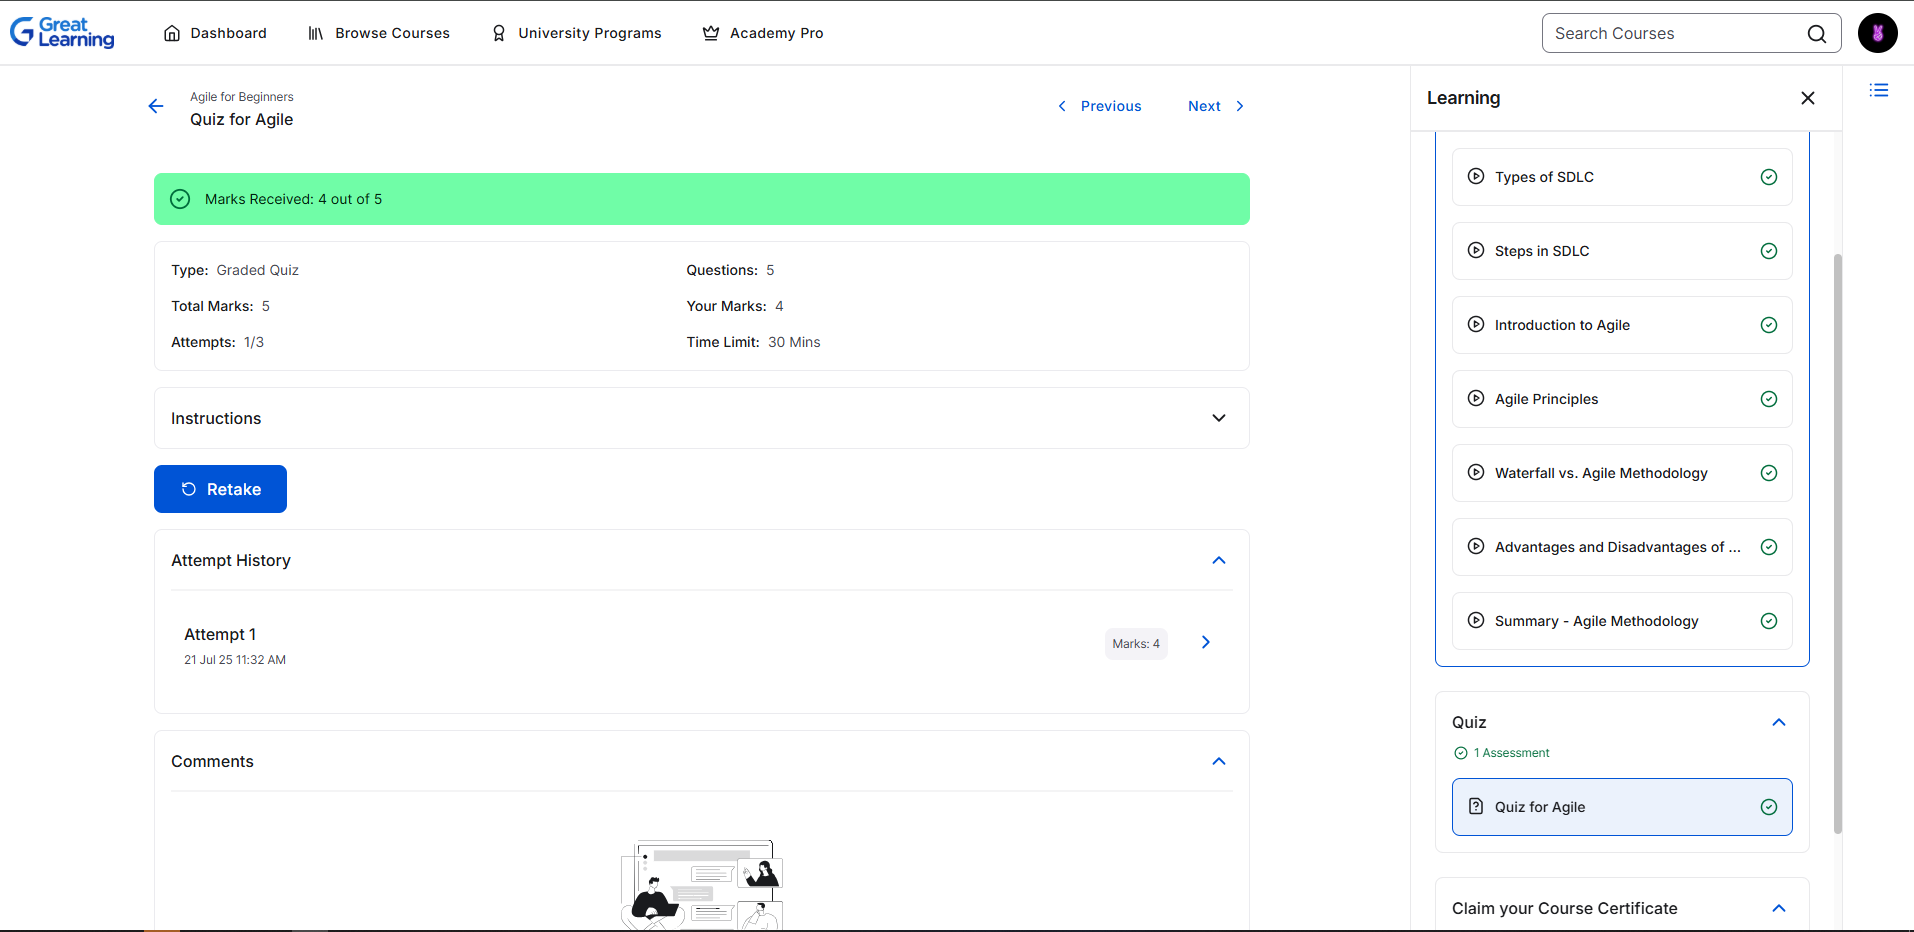 Great
Learning
Dashboard
Browse Courses
University Programs
Academy Pro
Search Courses
Agile for Beginners
Quiz for Agile
Previous
Next
Marks Received: 4 out of 5
Type: Graded Quiz
Questions: 5
Total Marks: 5
Your Marks: 4
Attempts: 1/3
Time Limit: 30 Mins
Instructions
Retake
Attempt History
Attempt 1
21 Jul 25 11:32 AM
Marks: 4
Comments
Learning
Types of SDLC
Steps in SDLC
Introduction to Agile
Agile Principles
Waterfall vs. Agile Methodology
Advantages and Disadvantages of ...
Summary - Agile Methodology
Quiz
1 Assessment
Quiz for Agile
Claim your Course Certificate